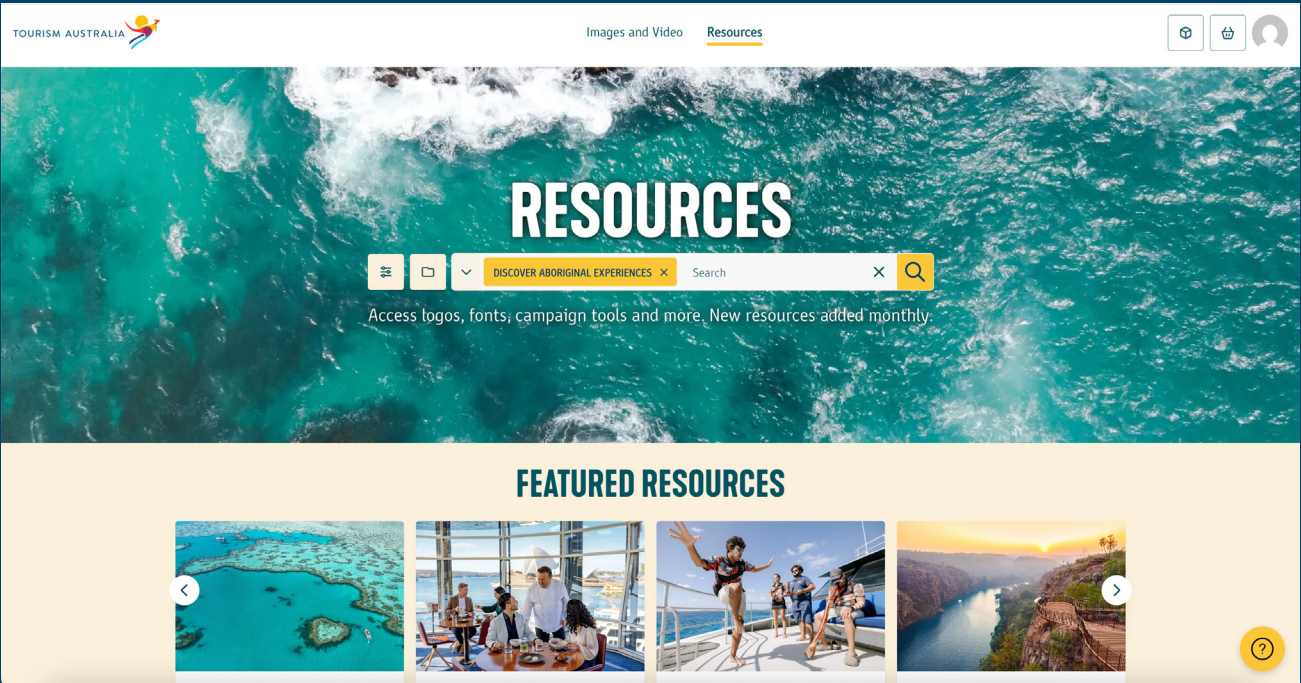 TOURISM AUSTRALIA
Images and Video
Resources
RESOURCES
DISCOVER ABORIGINAL EXPERIENCES
Search
Access logos, fonts, campaign tools and more. New resources added monthly.
FEATURED RESOURCES
?